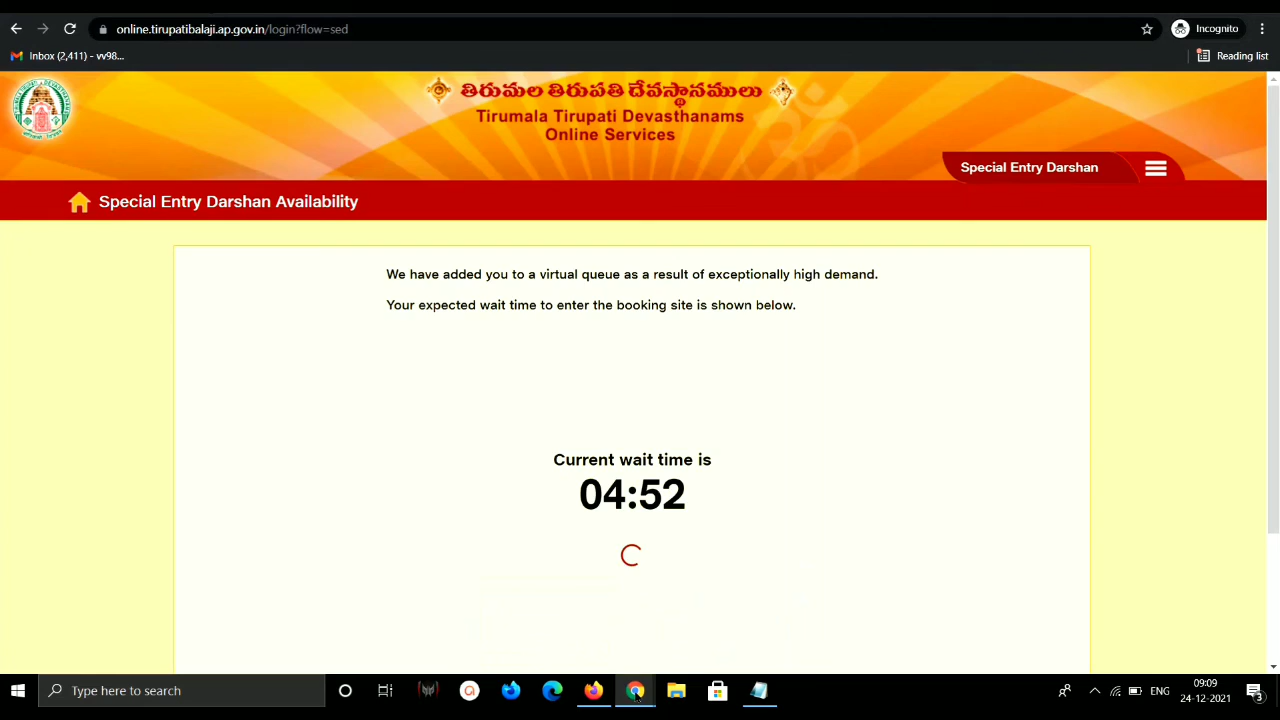 online.tirupatibalaji.ap.gov.in/login?flow=sed
Incognito
Inbox (2,411) - vv98...
Reading list
తిరుమల తిరుపతి దేవస్థానములు
Tirumala Tirupati Devasthanams
Online Services
Special Entry Darshan
Special Entry Darshan Availability
We have added you to a virtual queue as a result of exceptionally high demand.
Your expected wait time to enter the booking site is shown below.
Current wait time is
04:52
Type here to search
ENG
09:09
24-12-2021
3